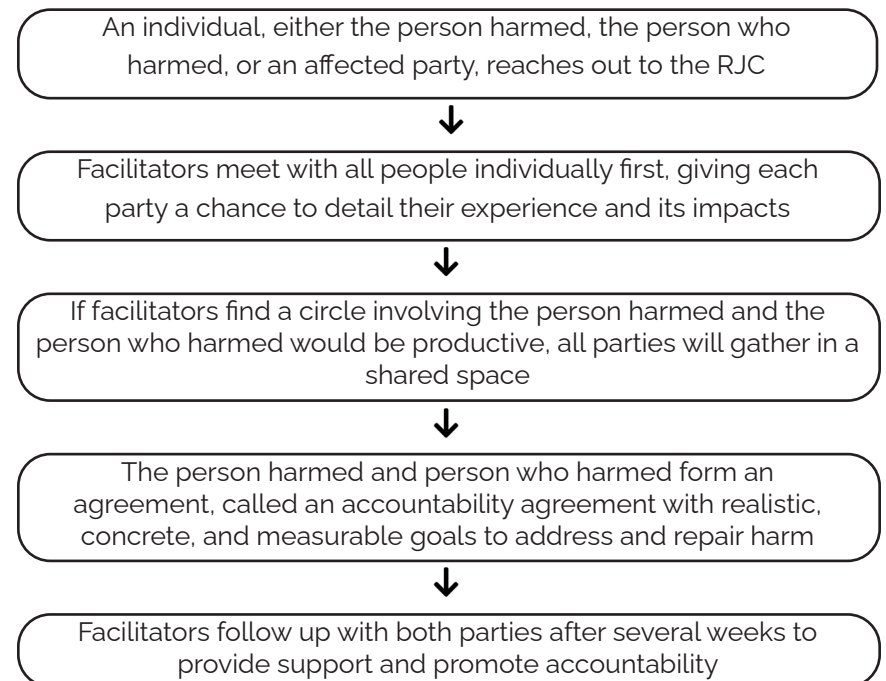 An individual, either the person harmed, the person who
harmed, or an affected party, reaches out to the RJC
Facilitators meet with all people individually first, giving each
party a chance to detail their experience and its impacts
If facilitators find a circle involving the person harmed and the
person who harmed would be productive, all parties will gather in a
shared space
The person harmed and person who harmed form an
agreement, called an accountability agreement with realistic,
concrete, and measurable goals to address and repair harm
Facilitators follow up with both parties after several weeks to
provide support and promote accountability